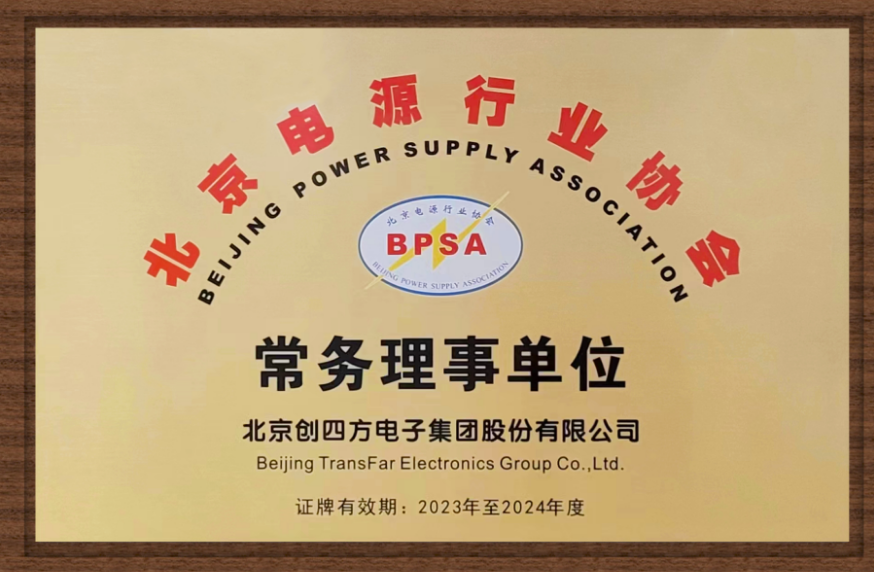 北京电源行业协会
BEIJING POWER SUPPLY ASSOCIATION
北京电源行业协会
BPSA
BEIJING POWER SUPPLY ASSOCIATION
常务理事单位
北京创四方电子集团股份有限公司
Beijing TransFar Electronics Group Co.,Ltd.
证牌有效期：2023年至2024年度